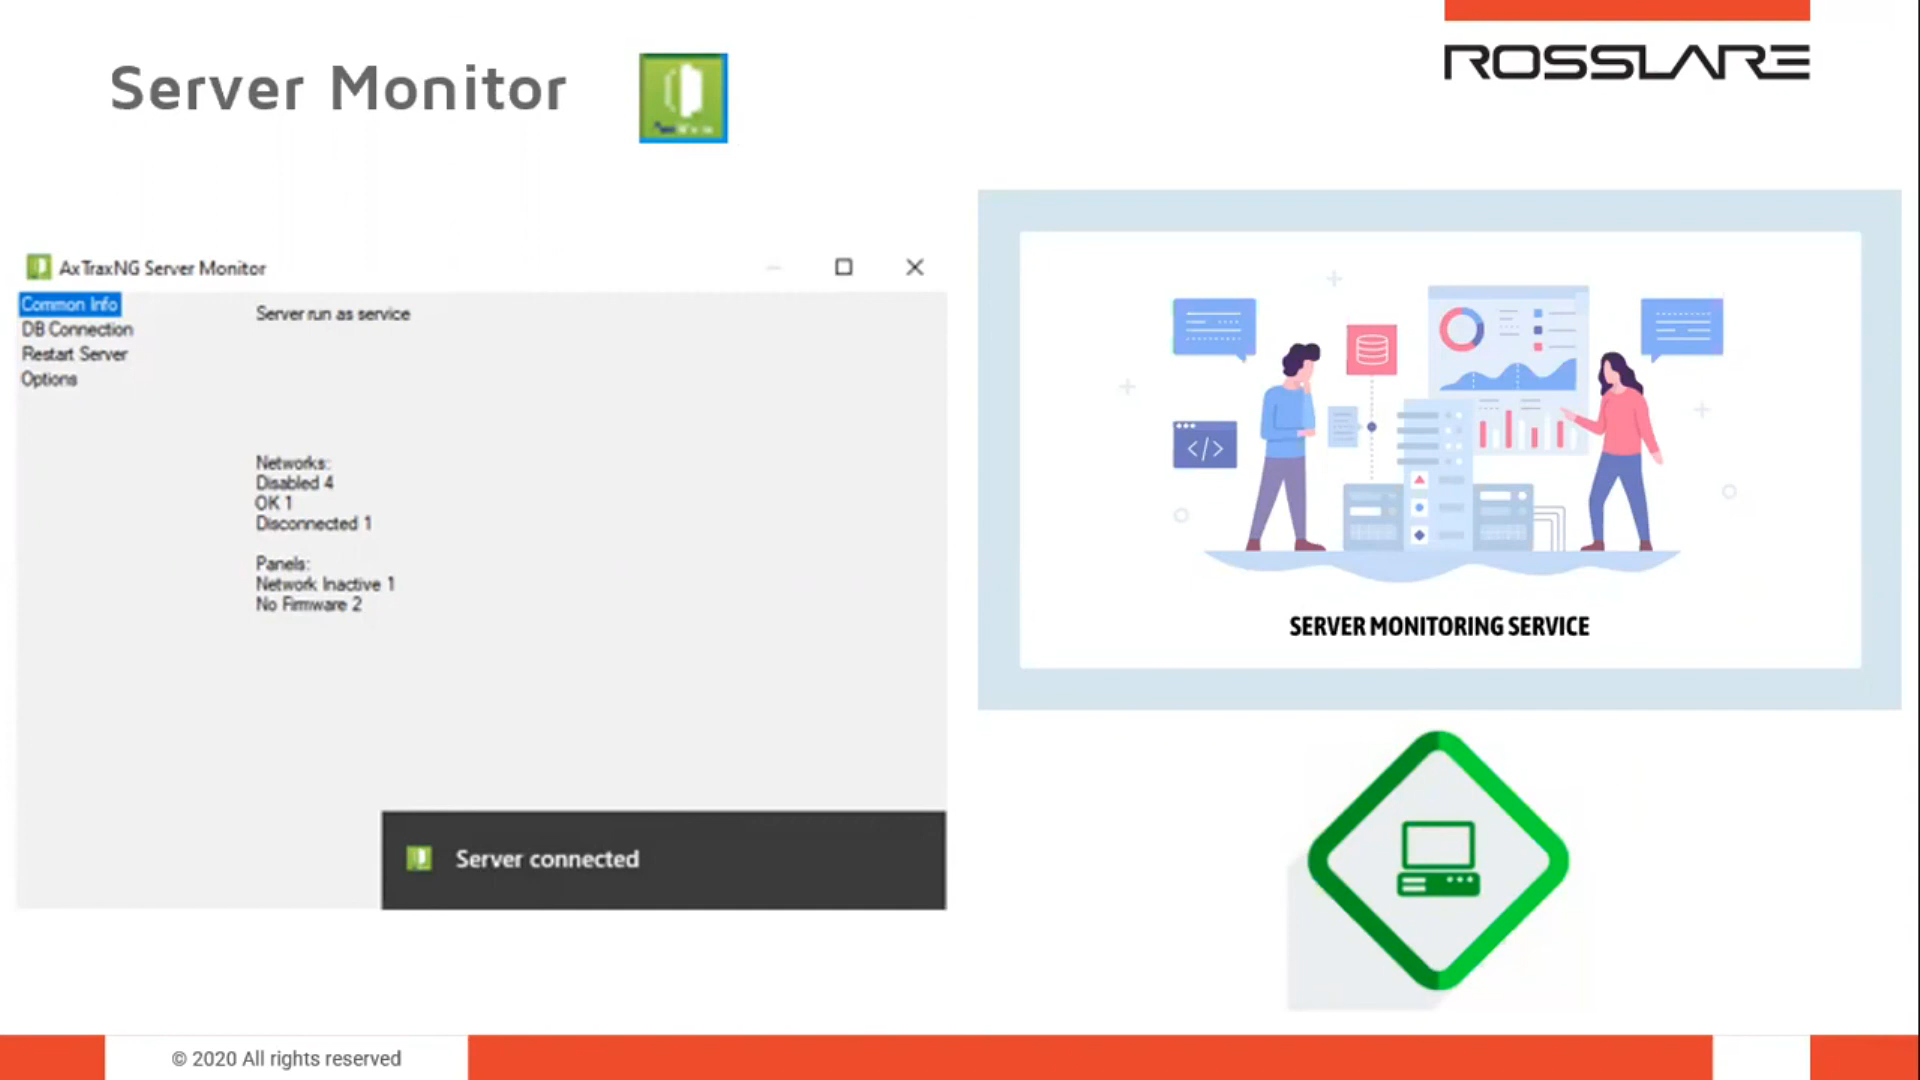 Server Monitor
ROSSLARE
AxTraxNG Server Monitor
Common Info
DB Connection
Restart Server
Options
Server run as service
Networks:
Disabled 4
OK 1
Disconnected 1
Panels:
Network Inactive 1
No Firmware 2
Server connected
</>
SERVER MONITORING SERVICE
© 2020 All rights reserved